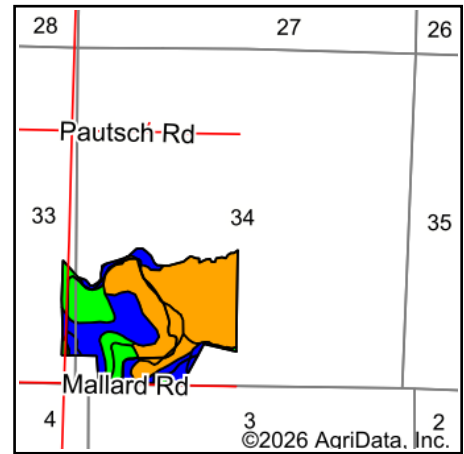 28 27 26
Pautsch Rd
33 34 35
Mallard Rd
4 3 2
©2026 AgriData, Inc.